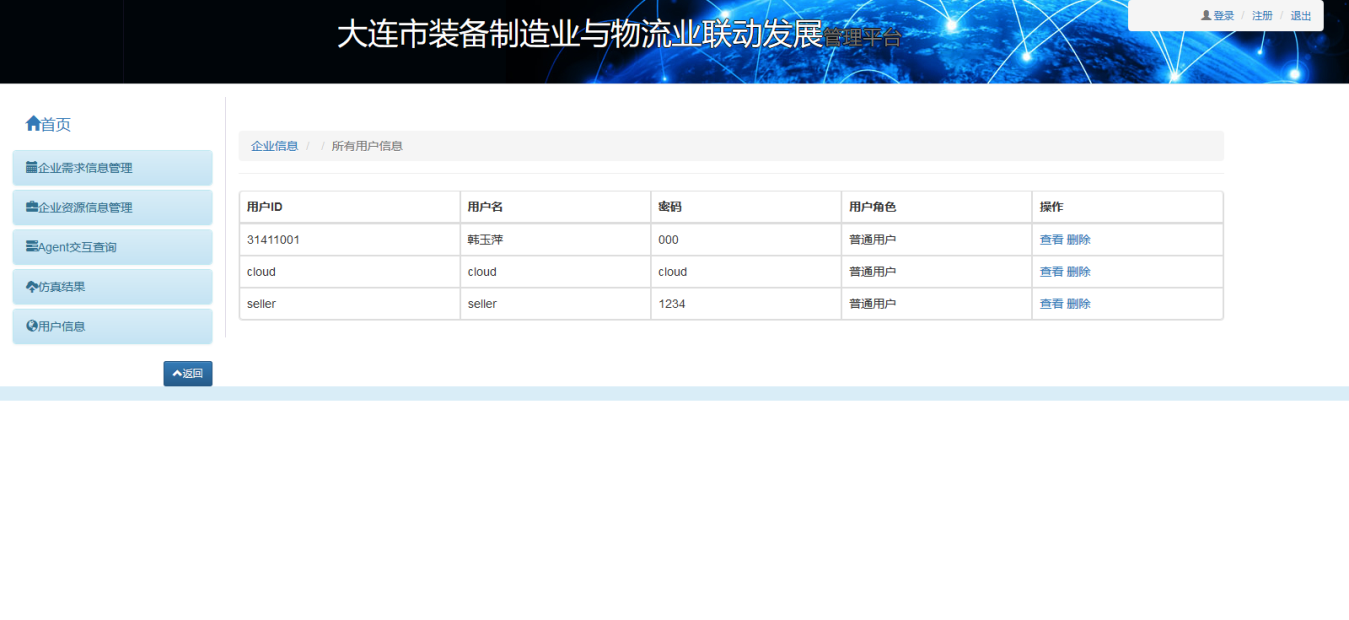 大连市装备制造业与物流业联动发展管理平台
登录 / 注册 / 退出
首页
企业需求信息管理
企业资源信息管理
Agent交互查询
仿真结果
用户信息
返回
企业信息 / / 所有用户信息
用户ID 用户名 密码 用户角色 操作
31411001 韩玉萍 000 普通用户 查看 删除
cloud cloud cloud 普通用户 查看 删除
seller seller 1234 普通用户 查看 删除